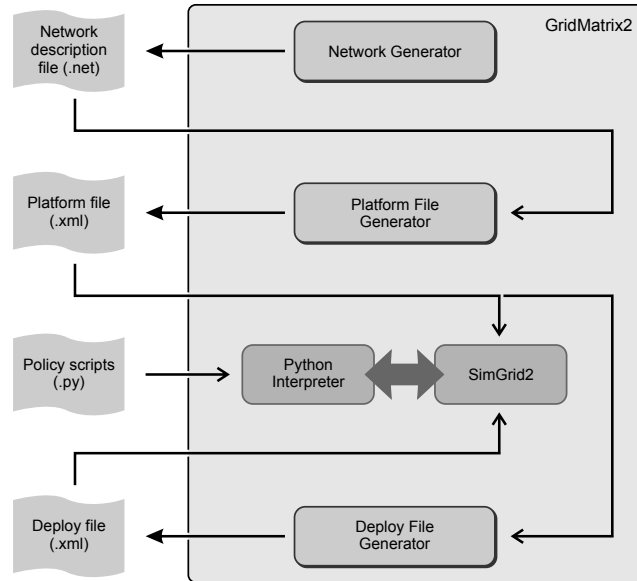 Network
description
file (.net)
Network Generator
GridMatrix2
Platform file
(.xml)
Platform File
Generator
Policy scripts
(.py)
Python
Interpreter
SimGrid2
Deploy file
(.xml)
Deploy File
Generator